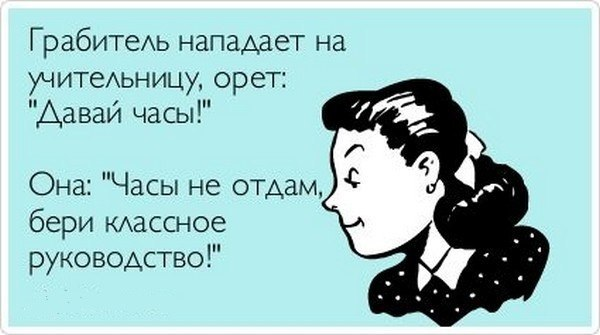 Грабитель нападает на
учительницу, орет:
"Давай часы!"
Она: "Часы не отдам,
бери классное
руководство!"